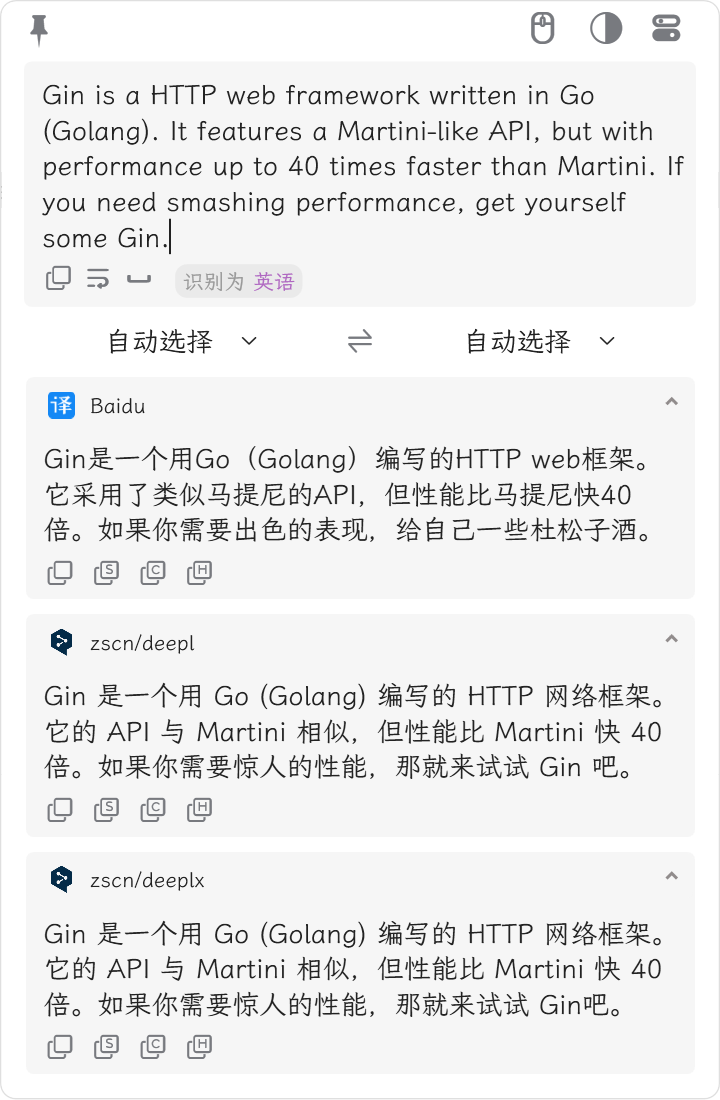 Gin is a HTTP web framework written in Go
(Golang). It features a Martini-like API, but with
performance up to 40 times faster than Martini. If
you need smashing performance, get yourself
some Gin.
识别为 英语
自动选择 自动选择
译 Baidu
Gin是一个用Go（Golang）编写的HTTP web框架。
它采用了类似马提尼的API，但性能比马提尼快40
倍。如果你需要出色的表现，给自己一些杜松子酒。
S C H
zscn/deepl
Gin 是一个用 Go (Golang) 编写的 HTTP 网络框架。
它的 API 与 Martini 相似，但性能比 Martini 快 40
倍。如果你需要惊人的性能，那就来试试 Gin 吧。
S C H
zscn/deeplx
Gin 是一个用 Go (Golang) 编写的 HTTP 网络框架。
它的 API 与 Martini 相似，但性能比 Martini 快 40
倍。如果你需要惊人的性能，那就来试试 Gin吧。
S C H